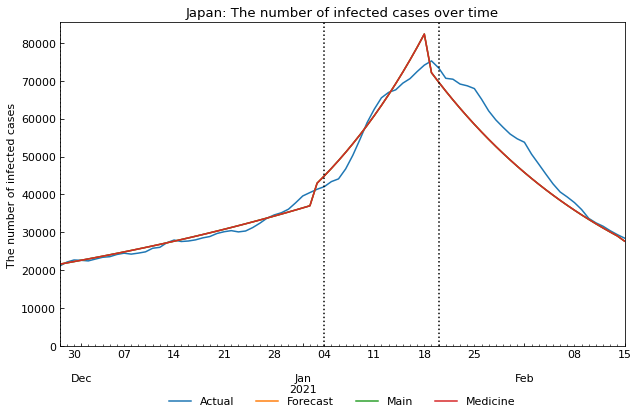 Japan: The number of infected cases over time
The number of infected cases
80000
70000
60000
50000
40000
30000
20000
10000
0
30 07 14 21 28 04 11 18 25 08 15
Dec Jan Feb
2021
Actual Forecast Main Medicine